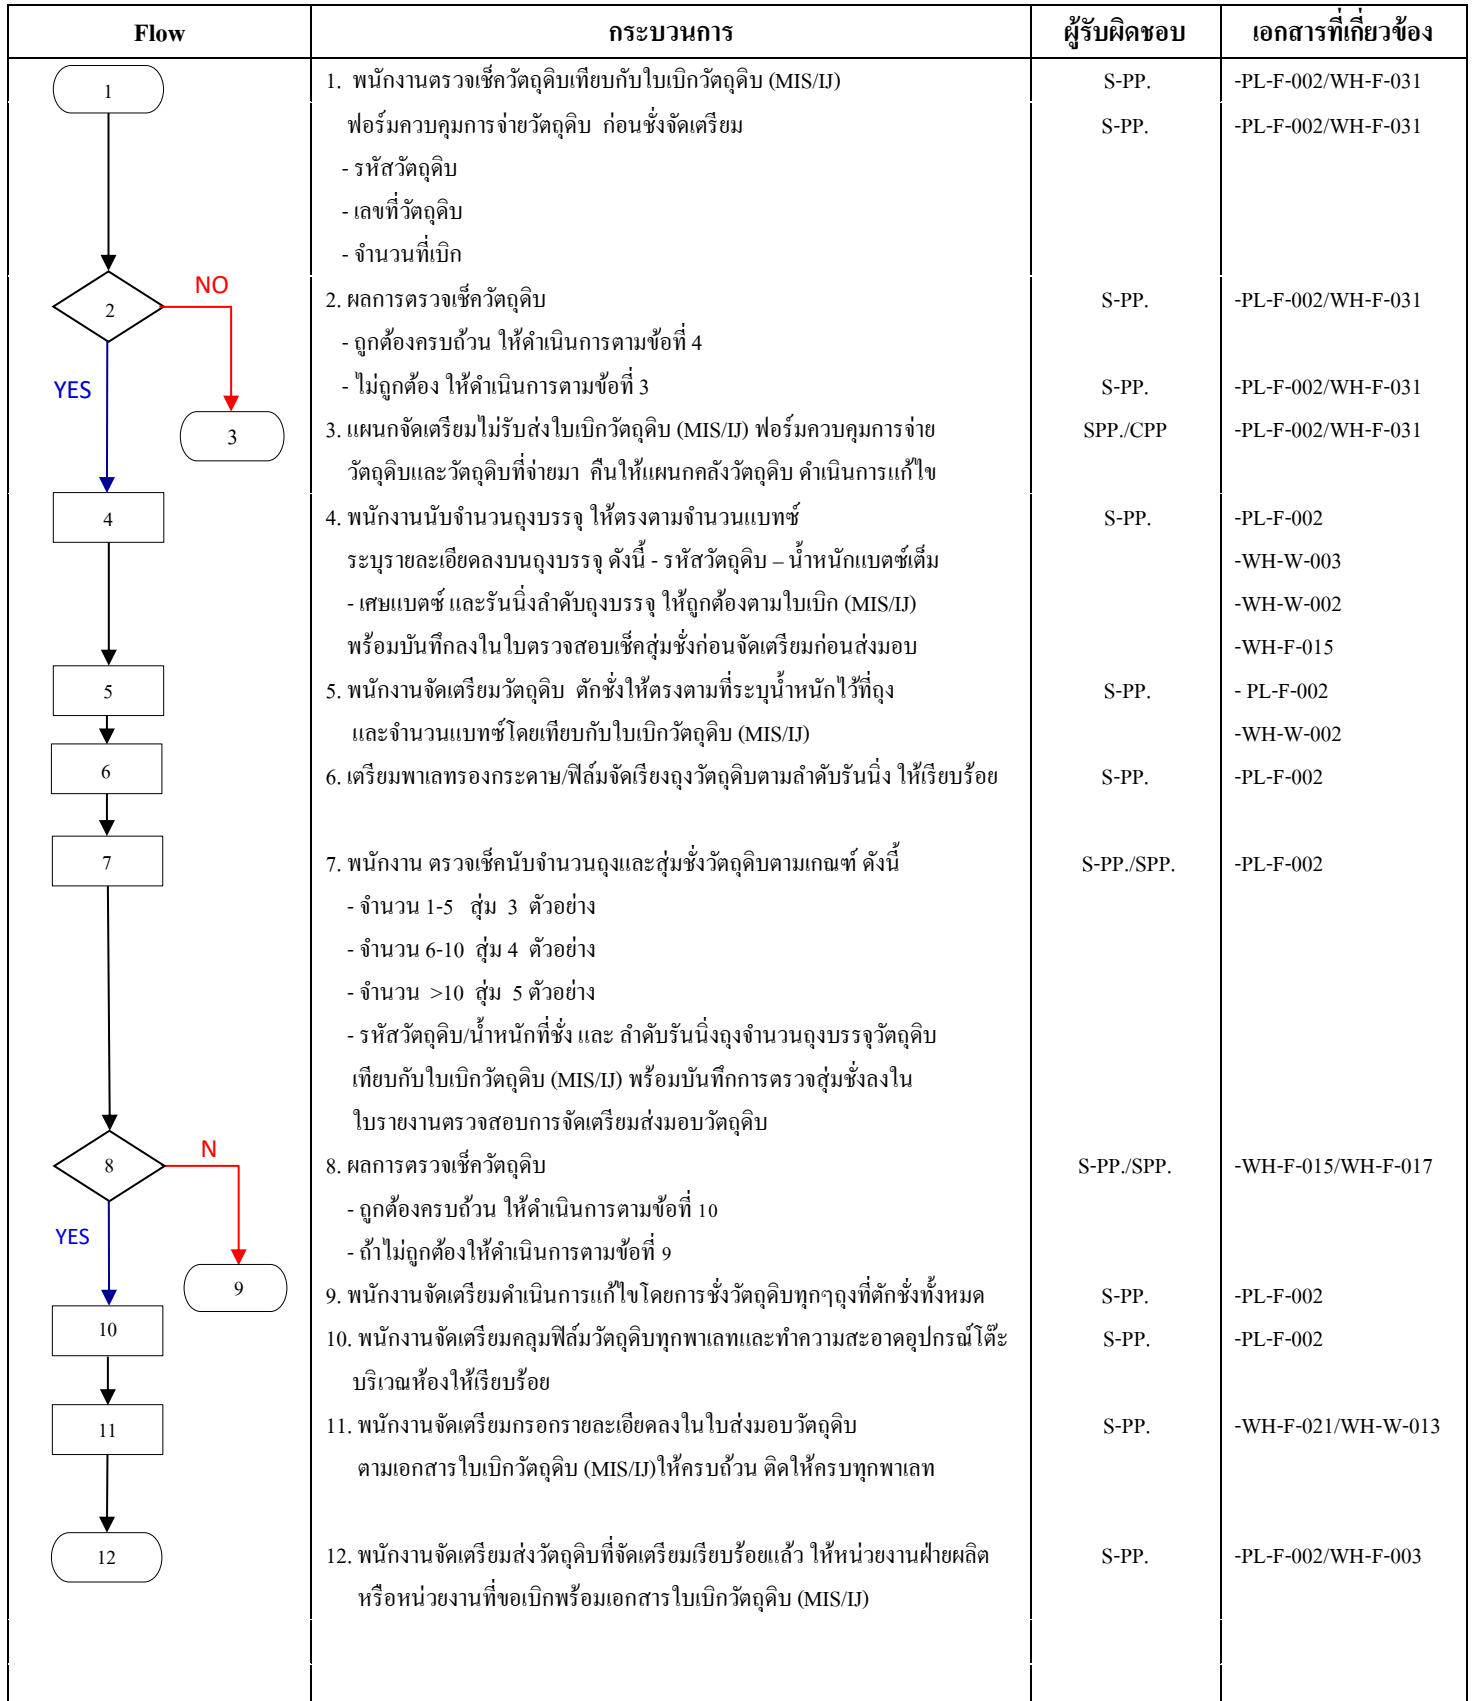 Flow กระบวนการ ผู้รับผิดชอบ เอกสารที่เกี่ยวข้อง
1 1. พนักงานตรวจเช็ควัตถุดิบเทียบกับใบเบิกวัตถุดิบ (MIS/IJ) S-PP. -PL-F-002/WH-F-031
ฟอร์มควบคุมการจ่ายวัตถุดิบ ก่อนชั่งจัดเตรียม S-PP. -PL-F-002/WH-F-031
- รหัสวัตถุดิบ
- เลขที่วัตถุดิบ
- จำนวนที่เบิก
NO
2 2. ผลการตรวจเช็ควัตถุดิบ S-PP. -PL-F-002/WH-F-031
- ถูกต้องครบถ้วน ให้ดำเนินการตามข้อที่ 4
YES - ไม่ถูกต้อง ให้ดำเนินการตามข้อที่ 3 S-PP. -PL-F-002/WH-F-031
3 3. แผนกจัดเตรียมไม่รับส่งใบเบิกวัตถุดิบ (MIS/IJ) ฟอร์มควบคุมการจ่าย SPP./CPP -PL-F-002/WH-F-031
วัตถุดิบและวัตถุดิบที่จ่ายมา คืนให้แผนกคลังวัตถุดิบ ดำเนินการแก้ไข
4 4. พนักงานนับจำนวนถุงบรรจุ ให้ตรงตามจำนวนแบทซ์ S-PP. -PL-F-002
ระบุรายละเอียดลงบนถุงบรรจุ ดังนี้ - รหัสวัตถุดิบ – น้ำหนักแบตซ์เต็ม -WH-W-003
- เศษแบตซ์ และรันนิ่งลำดับถุงบรรจุ ให้ถูกต้องตามใบเบิก (MIS/IJ) -WH-W-002
พร้อมบันทึกลงในใบตรวจสอบเช็คสุ่มชั่งก่อนจัดเตรียมก่อนส่งมอบ -WH-F-015
5 5. พนักงานจัดเตรียมวัตถุดิบ ตักชั่งให้ตรงตามที่ระบุน้ำหนักไว้ที่ถุง S-PP. - PL-F-002
และจำนวนแบทซ์โดยเทียบกับใบเบิกวัตถุดิบ (MIS/IJ) -WH-W-002
6 6. เตรียมพาเลทรองกระดาษ/ฟิล์มจัดเรียงถุงวัตถุดิบตามลำดับรันนิ่ง ให้เรียบร้อย S-PP. -PL-F-002
7 7. พนักงาน ตรวจเช็คนับจำนวนถุงและสุ่มชั่งวัตถุดิบตามเกณฑ์ ดังนี้ S-PP./SPP. -PL-F-002
- จำนวน 1-5 สุ่ม 3 ตัวอย่าง
- จำนวน 6-10 สุ่ม 4 ตัวอย่าง
- จำนวน >10 สุ่ม 5 ตัวอย่าง
- รหัสวัตถุดิบ/น้ำหนักที่ชั่ง และ ลำดับรันนิ่งถุงจำนวนถุงบรรจุวัตถุดิบ
เทียบกับใบเบิกวัตถุดิบ (MIS/IJ) พร้อมบันทึกการตรวจสุ่มชั่งลงใน
ใบรายงานตรวจสอบการจัดเตรียมส่งมอบวัตถุดิบ
N
8 8. ผลการตรวจเช็ควัตถุดิบ S-PP./SPP. -WH-F-015/WH-F-017
- ถูกต้องครบถ้วน ให้ดำเนินการตามข้อที่ 10
YES - ถ้าไม่ถูกต้องให้ดำเนินการตามข้อที่ 9
9 9. พนักงานจัดเตรียมดำเนินการแก้ไขโดยการชั่งวัตถุดิบทุกๆถุงที่ตักชั่งทั้งหมด S-PP. -PL-F-002
10 10. พนักงานจัดเตรียมคลุมฟิล์มวัตถุดิบทุกพาเลทและทำความสะอาดอุปกรณ์โต๊ะ S-PP. -PL-F-002
บริเวณห้องให้เรียบร้อย
11 11. พนักงานจัดเตรียมกรอกรายละเอียดลงในใบส่งมอบวัตถุดิบ S-PP. -WH-F-021/WH-W-013
ตามเอกสารใบเบิกวัตถุดิบ (MIS/IJ)ให้ครบถ้วน ติดให้ครบทุกพาเลท
12 12. พนักงานจัดเตรียมส่งวัตถุดิบที่จัดเตรียมเรียบร้อยแล้ว ให้หน่วยงานฝ่ายผลิต S-PP. -PL-F-002/WH-F-003
หรือหน่วยงานที่ขอเบิกพร้อมเอกสารใบเบิกวัตถุดิบ (MIS/IJ)